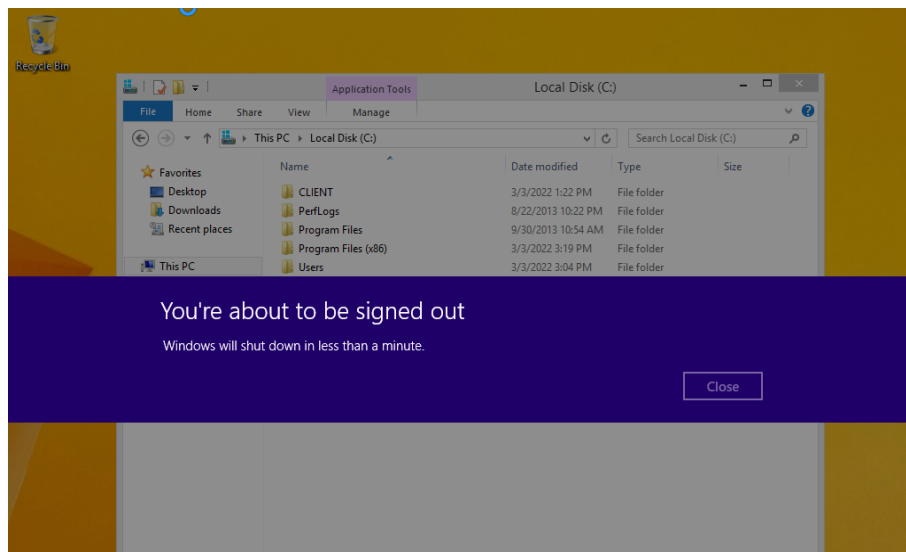 Recycle Bin
Application Tools
Local Disk (C:)
File Home Share View Manage
This PC Local Disk (C:)
Search Local Disk (C:)
Name Date modified Type Size
Favorites
Desktop
Downloads
Recent places
This PC
CLIENT 3/3/2022 1:22 PM File folder
PerfLogs 8/22/2013 10:22 PM File folder
Program Files 9/30/2013 10:54 AM File folder
Program Files (x86) 3/3/2022 3:19 PM File folder
Users 3/3/2022 3:04 PM File folder
You're about to be signed out
Windows will shut down in less than a minute.
Close